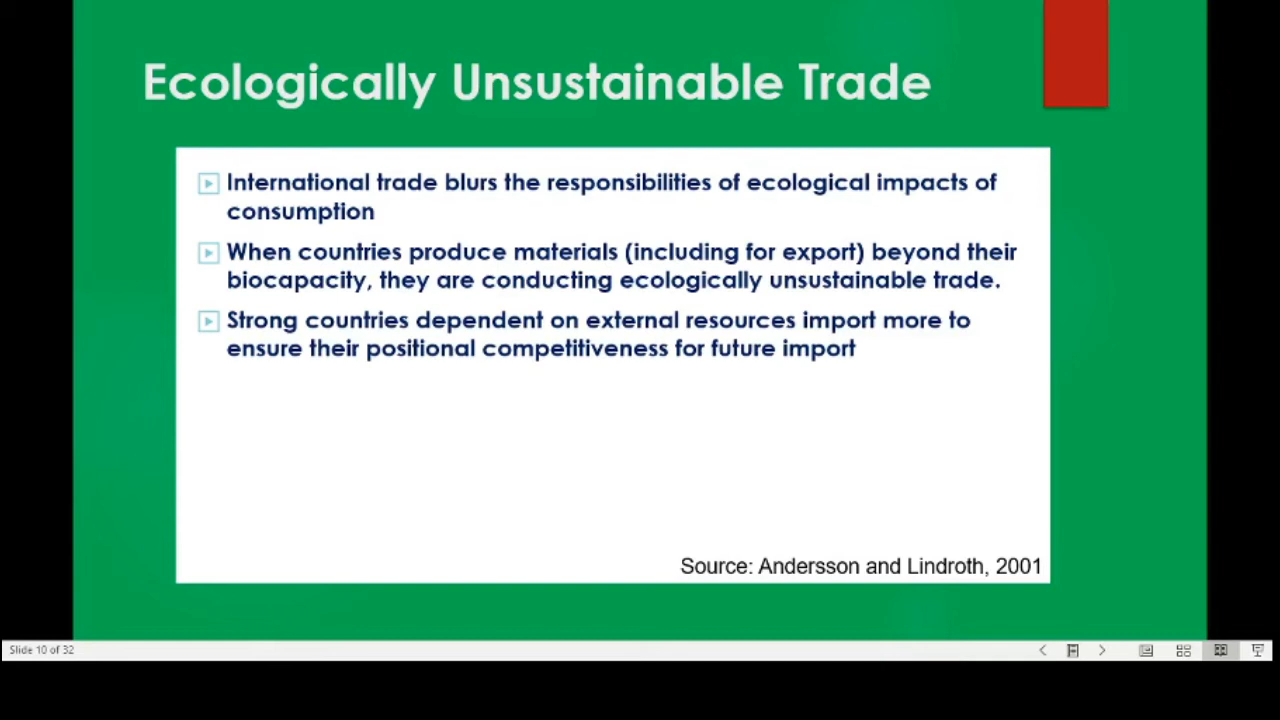 Ecologically Unsustainable Trade
International trade blurs the responsibilities of ecological impacts of
consumption
When countries produce materials (including for export) beyond their
biocapacity, they are conducting ecologically unsustainable trade.
Strong countries dependent on external resources import more to
ensure their positional competitiveness for future import
Source: Andersson and Lindroth, 2001
Slide 10 of 32